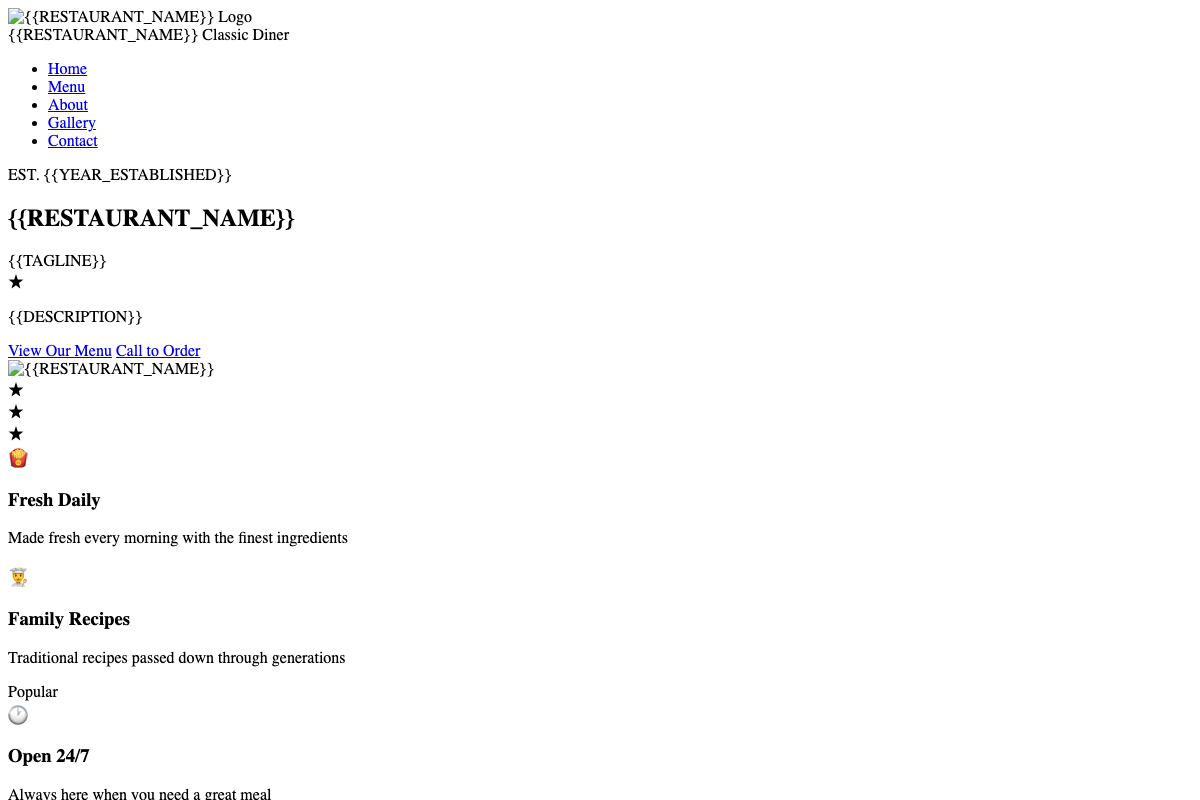 {{RESTAURANT_NAME}} Logo
{{RESTAURANT_NAME}} Classic Diner
Home
Menu
About
Gallery
Contact
EST. {{YEAR_ESTABLISHED}}
{{RESTAURANT_NAME}}
{{TAGLINE}}
★
{{DESCRIPTION}}
View Our Menu Call to Order
{{RESTAURANT_NAME}}
★
★
★
Fresh Daily
Made fresh every morning with the finest ingredients
Family Recipes
Traditional recipes passed down through generations
Popular
Open 24/7
Always here when you need a great meal